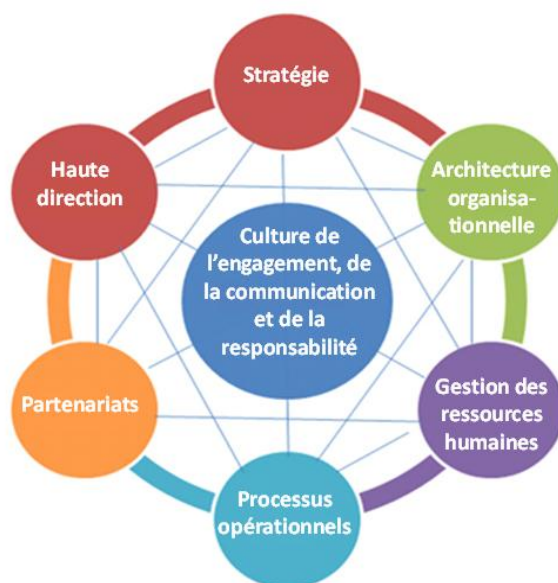 Stratégie
Haute
direction
Architecture
organisa-
tionnelle
Culture de
l'engagement, de
la communication
et de la
responsabilité
Partenariats
Gestion des
ressources
humaines
Processus
opérationnels